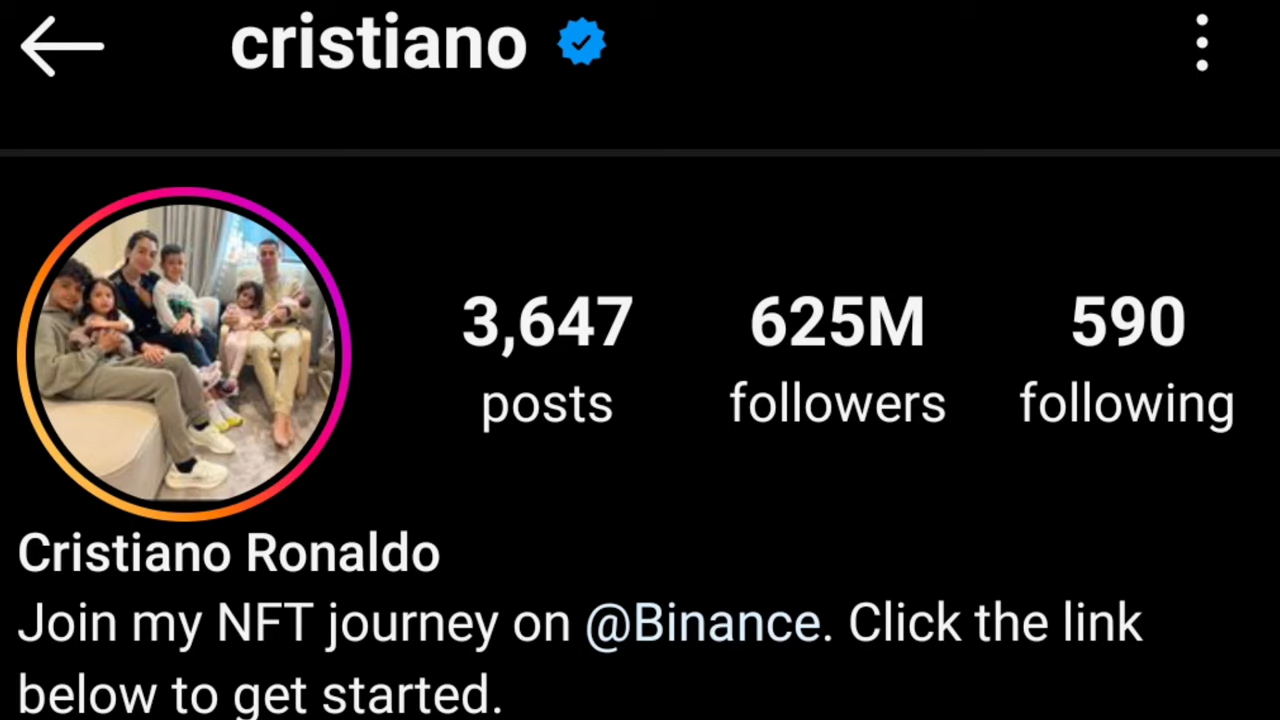 cristiano
3,647 625M 590
posts followers following
Cristiano Ronaldo
Join my NFT journey on @Binance. Click the link
below to get started.